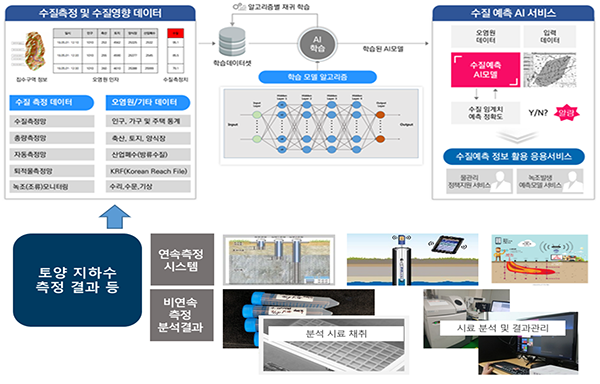 수질측정 및 수질영향 데이터
집수구역 정보
오염원 인자
수질측정치
수질 측정 데이터
오염원/기타 데이터
수질측정망
인구, 가구 및 주택 통계
총량측정망
축산, 토지, 양식장
자동측정망
산업폐수(방류수질)
퇴적물측정망
KRF(Korean Reach File)
녹조(조류)모니터링
수리,수문,기상
알고리즘별 재귀 학습
학습데이터셋
AI
학습
학습된 AI모델
학습 모델 알고리즘
Input
Output
수질 예측 AI 서비스
오염원
데이터
입력
데이터
수질예측
AI모델
수질 임계치
예측 정확도
Y/N?
알람
수질예측 정보 활용 응용서비스
물관리
정책지원 서비스
녹조발생
예측모델 서비스
토양 지하수
측정 결과 등
연속측정
시스템
비연속
측정
분석결과
분석 시료 채취
시료 분석 및 결과관리